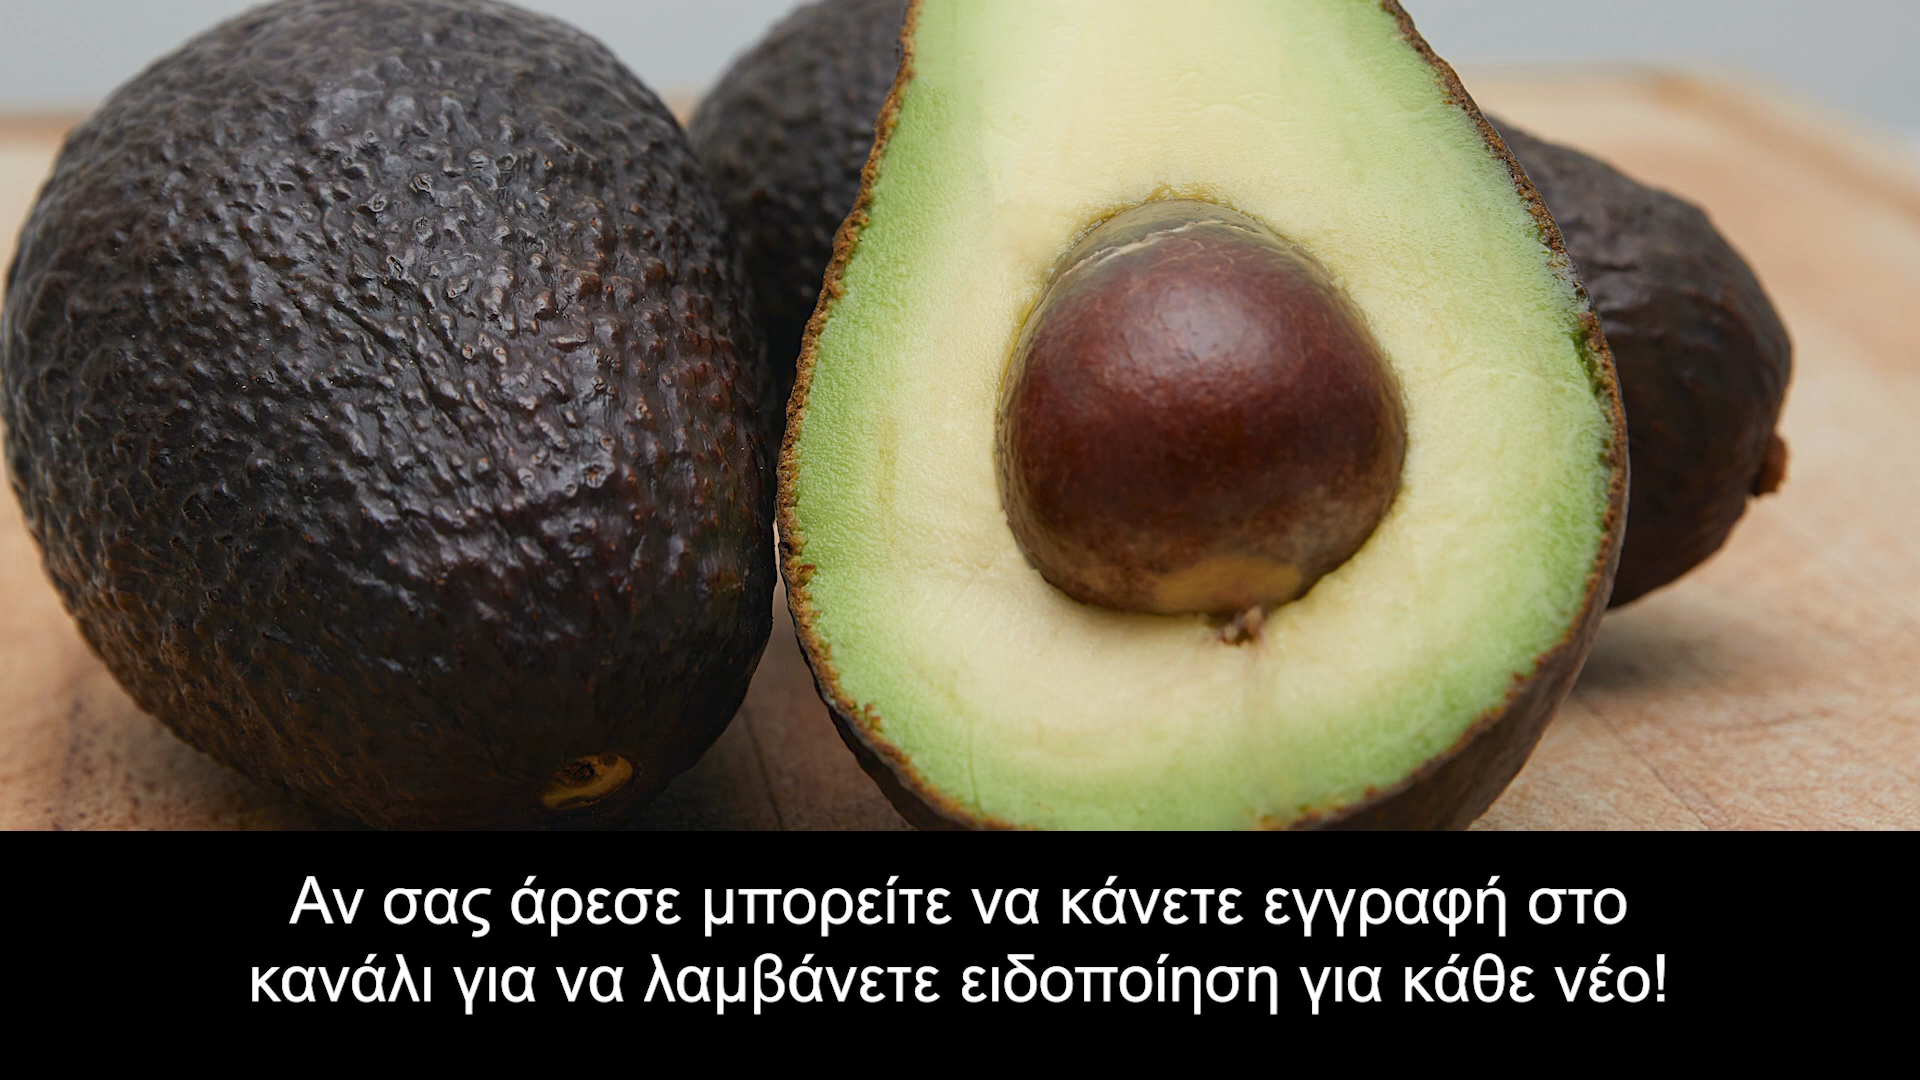 Αν σας άρεσε μπορείτε να κάνετε εγγραφή στο
κανάλι για να λαμβάνετε ειδοποίηση για κάθε νέο!